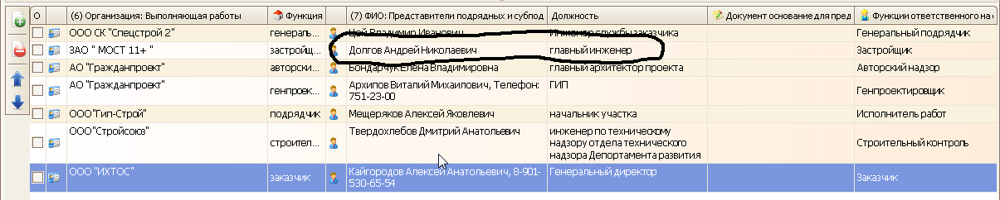 О (6) Организация: Выполняющая работы Функция (7) ФИО: Представители подрядных и субпод Должность Документ основание для пред Функции ответственного на
ООО СК "Спецстрой 2" генераль... Цой Владимир Иванович Инженер службы заказчика Генеральный подрядчик
ЗАО " МОСТ 11+ " застройщ... Долгов Андрей Николаевич главный инженер Застройщик
АО "Гражданпроект" авторски... Бондарчук Елена Владимировна главный архитектор проекта Авторский надзор
АО "Гражданпроект" генпроек... Архипов Виталий Михаилович, Телефон: ГИП Генпроектировщик
751-23-00
ООО"Гип-Строй" подрядчик Мещеряков Алексей Яковлевич начальник участка Исполнитель работ
ООО"Стройсоюз" строител... Твердохлебов Дмитрий Анатольевич инженер по техническому Строительный контроль
надзору отдела технического
надзора Депортамента развития
ООО "ИХТОС" заказчик Кайгородов Алексей Анатольевич, 8-901- Генеральный директор Заказчик
530-65-54